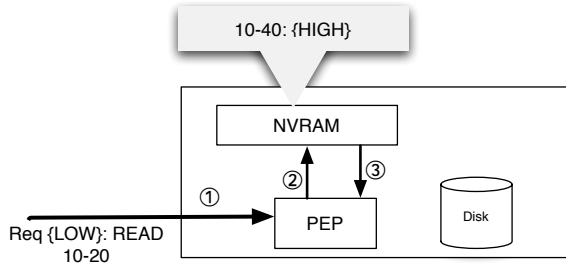 10-40: {HIGH}
NVRAM
②
③
①
PEP
Disk
Req {LOW}: READ
10-20